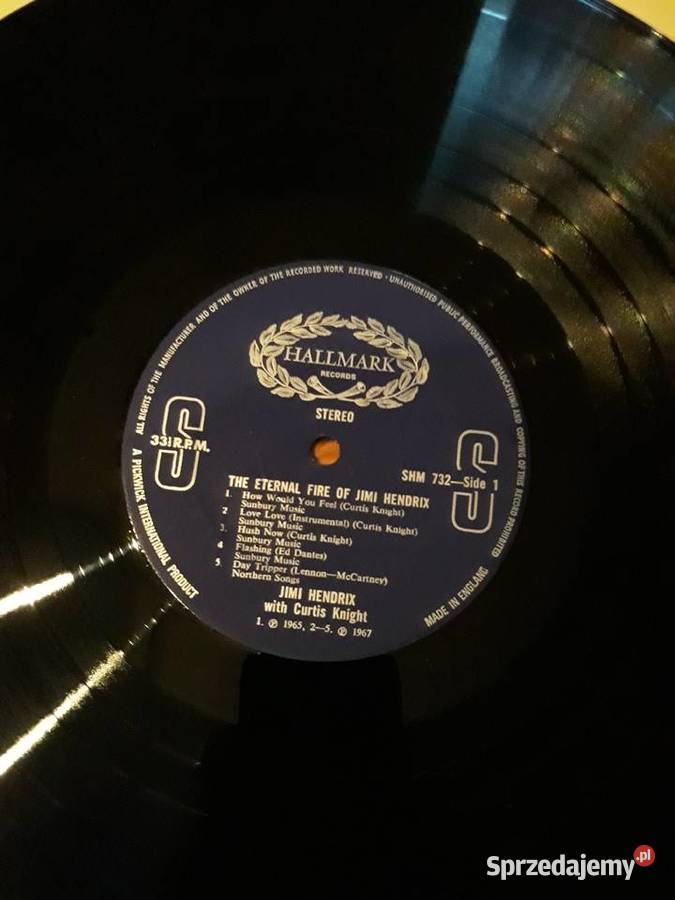 ALL RIGHTS OF THE MANUFACTURER AND OF THE OWNER OF THE RECORDED WORK RESERVED · UNAUTHORISED PUBLIC PERFORMANCE BROADCASTING AND COPYING OF THIS RECORD PROHIBITED
HALLMARK
RECORDS
STEREO
S
33⅓ R.P.M.
S
SHM 732—Side 1
THE ETERNAL FIRE OF JIMI HENDRIX
1. How Would You Feel (Curtis Knight)
Sunbury Music
2 Love Love (Instrumental) (Curtis Knight)
Sunbury Music
3. Hush Now (Curtis Knight)
Sunbury Music
4 Flashing (Ed Dantes)
Sunbury Music
5. Day Tripper (Lennon—McCartney)
Northern Songs
JIMI HENDRIX
with Curtis Knight
1. ℗ 1965, 2—5. ℗ 1967
A PICKWICK INTERNATIONAL PRODUCT
MADE IN ENGLAND
Sprzedajemy.pl